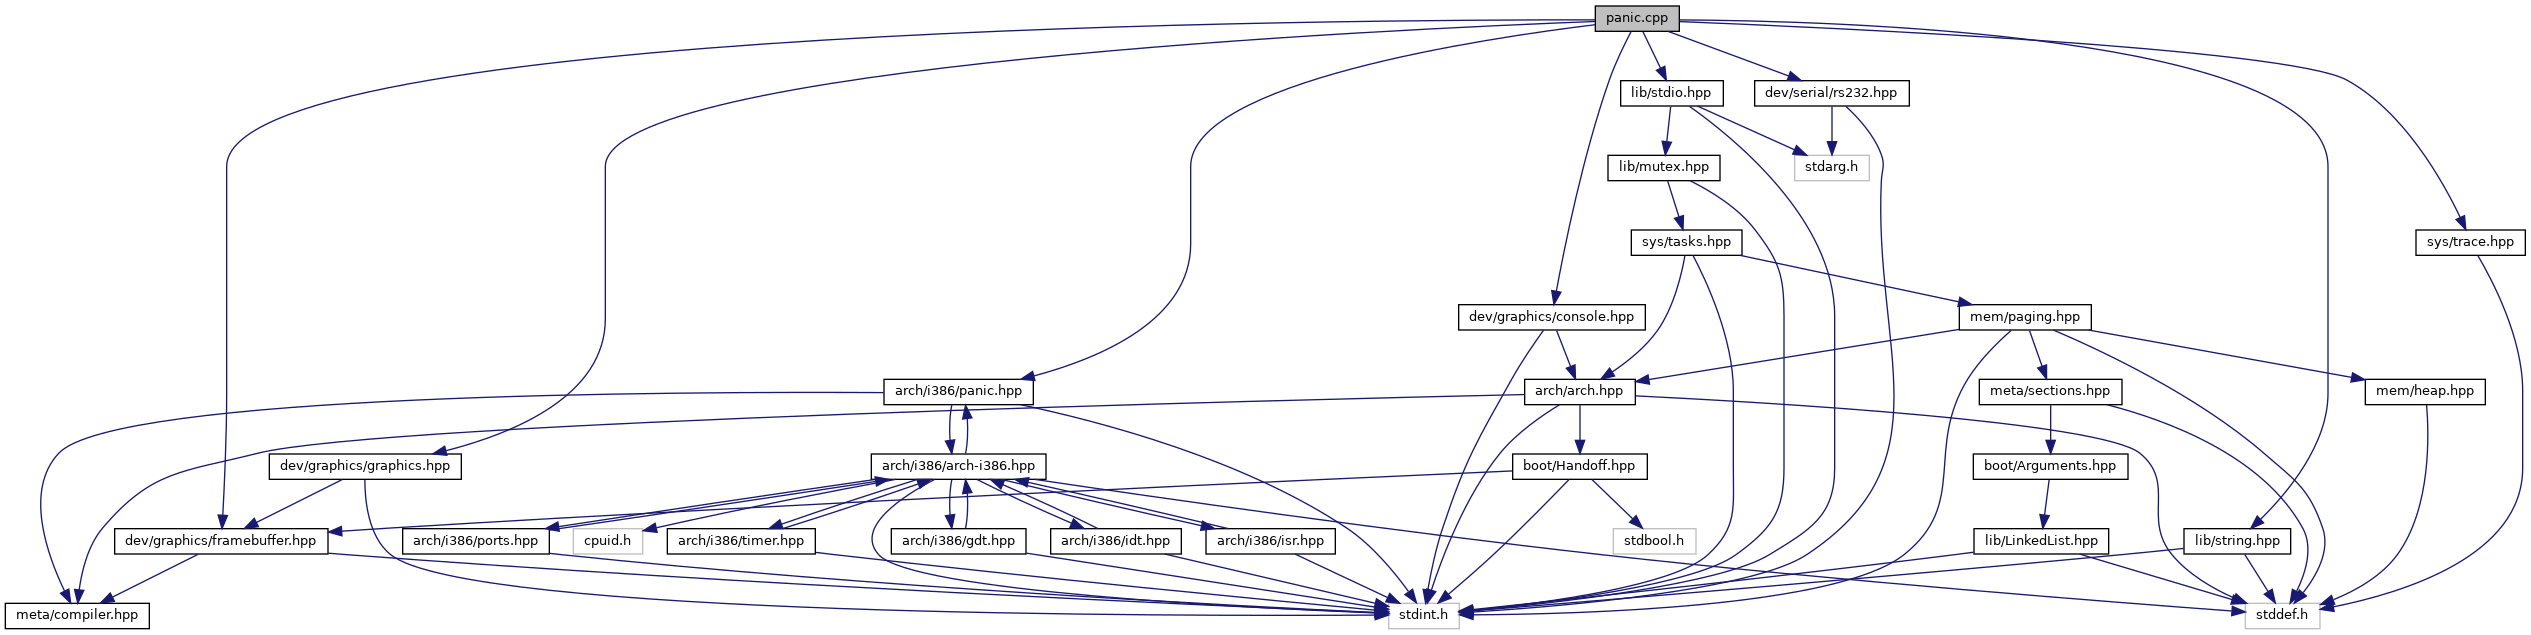 panic.cpp
lib/stdio.hpp
dev/serial/rs232.hpp
lib/mutex.hpp
stdarg.h
sys/tasks.hpp
sys/trace.hpp
dev/graphics/console.hpp
mem/paging.hpp
arch/i386/panic.hpp
arch/arch.hpp
meta/sections.hpp
mem/heap.hpp
dev/graphics/graphics.hpp
arch/i386/arch-i386.hpp
boot/Handoff.hpp
boot/Arguments.hpp
dev/graphics/framebuffer.hpp
arch/i386/ports.hpp
cpuid.h
arch/i386/timer.hpp
arch/i386/gdt.hpp
arch/i386/idt.hpp
arch/i386/isr.hpp
stdbool.h
lib/LinkedList.hpp
lib/string.hpp
meta/compiler.hpp
stdint.h
stddef.h